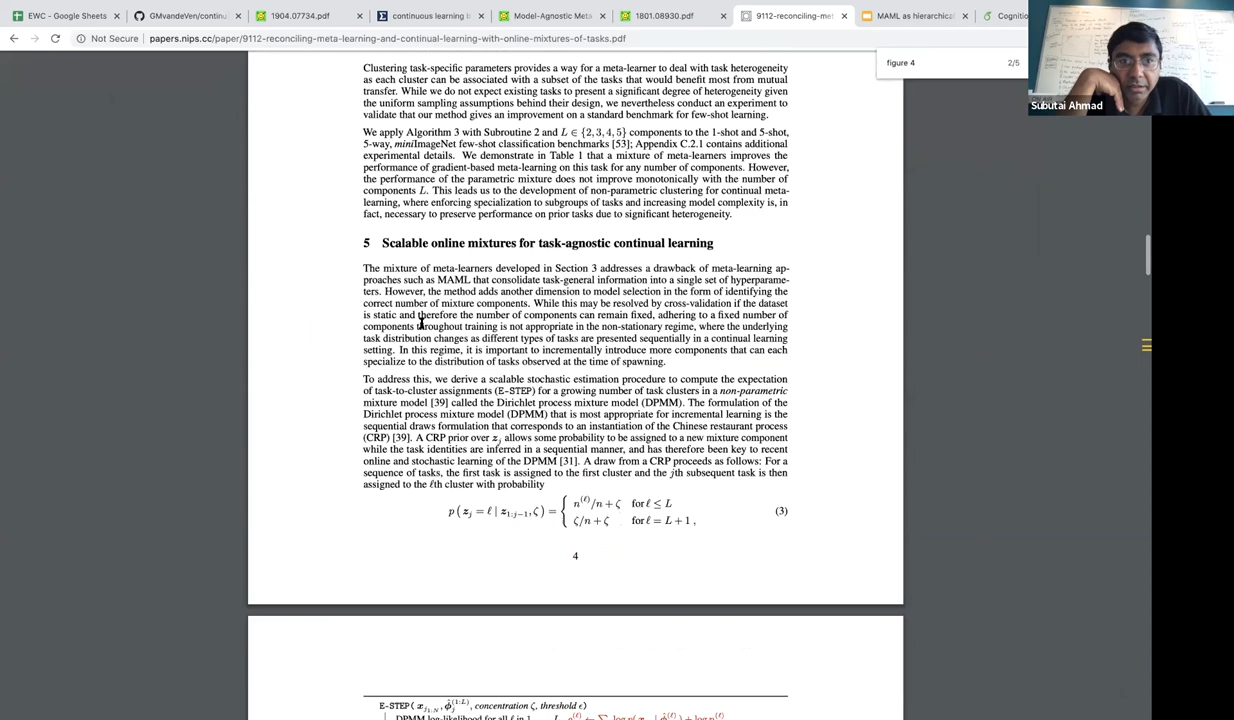 EWC - Google Sheets
GMvandeVen/continu
1904.07734.pdf
continuous learning b
Model-Agnostic Meta
1801.08930.pdf
9112-reconciling-met
MAML as hierarchical
Cognition
Not Secure | papers.nips.cc/paper/9112-reconciling-meta-learning-and-continual-learning-with-online-mixtures-of-tasks.pdf
figure 4 2/5
Subutai Ahmad
Clustering task-specific parameters provides a way for a meta-learner to deal with task heterogeneity
as each cluster can be associated with a subset of the tasks that would benefit most from mutual
transfer. While we do not expect existing tasks to present a significant degree of heterogeneity given
the uniform sampling assumptions behind their design, we nevertheless conduct an experiment to
validate that our method gives an improvement on a standard benchmark for few-shot learning.
We apply Algorithm 3 with Subroutine 2 and L ∈ {2, 3, 4, 5} components to the 1-shot and 5-shot,
5-way, miniImageNet few-shot classification benchmarks [53]; Appendix C.2.1 contains additional
experimental details. We demonstrate in Table 1 that a mixture of meta-learners improves the
performance of gradient-based meta-learning on this task for any number of components. However,
the performance of the parametric mixture does not improve monotonically with the number of
components L. This leads us to the development of non-parametric clustering for continual meta-
learning, where enforcing specialization to subgroups of tasks and increasing model complexity is, in
fact, necessary to preserve performance on prior tasks due to significant heterogeneity.
5 Scalable online mixtures for task-agnostic continual learning
The mixture of meta-learners developed in Section 3 addresses a drawback of meta-learning ap-
proaches such as MAML that consolidate task-general information into a single set of hyperparame-
ters. However, the method adds another dimension to model selection in the form of identifying the
correct number of mixture components. While this may be resolved by cross-validation if the dataset
is static and therefore the number of components can remain fixed, adhering to a fixed number of
components throughout training is not appropriate in the non-stationary regime, where the underlying
task distribution changes as different types of tasks are presented sequentially in a continual learning
setting. In this regime, it is important to incrementally introduce more components that can each
specialize to the distribution of tasks observed at the time of spawning.
To address this, we derive a scalable stochastic estimation procedure to compute the expectation
of task-to-cluster assignments (E-STEP) for a growing number of task clusters in a non-parametric
mixture model [39] called the Dirichlet process mixture model (DPMM). The formulation of the
Dirichlet process mixture model (DPMM) that is most appropriate for incremental learning is the
sequential draws formulation that corresponds to an instantiation of the Chinese restaurant process
(CRP) [39]. A CRP prior over z_j allows some probability to be assigned to a new mixture component
while the task identities are inferred in a sequential manner, and has therefore been key to recent
online and stochastic learning of the DPMM [31]. A draw from a CRP proceeds as follows: For a
sequence of tasks, the first task is assigned to the first cluster and the jth subsequent task is then
assigned to the ℓth cluster with probability
p ( z_j = ℓ | z_{1:j−1}, ζ ) = { n^{(ℓ)}/n + ζ for ℓ ≤ L
ζ/n + ζ for ℓ = L + 1 , (3)
4
E-STEP( x_{j_{1:N}}, φ̂_j^{(1:L)}, concentration ζ, threshold ε)